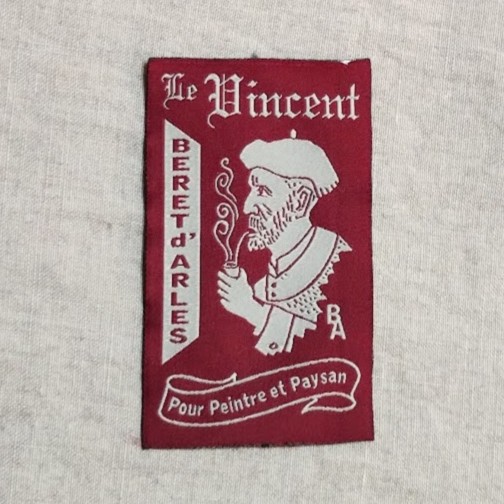 Le Vincent
BERET d'ARLES
BA
Pour Peintre et Paysan